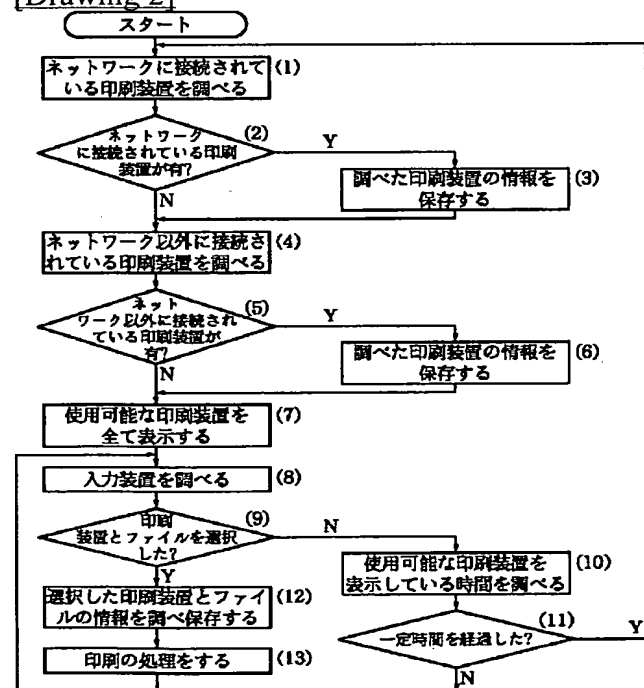 [Drawing 2]
スタート
ネットワークに接続されて
いる印刷装置を調べる
(1)
ネットワーク
に接続されている印刷
装置が有?
(2)
Y
N
調べた印刷装置の情報を
保存する
(3)
ネットワーク以外に接続さ
れている印刷装置を調べる
(4)
ネット
ワーク以外に接続され
ている印刷装置が
有?
(5)
Y
N
調べた印刷装置の情報を
保存する
(6)
使用可能な印刷装置を
全て表示する
(7)
入力装置を調べる
(8)
印刷
装置とファイルを選択
した?
(9)
N
Y
使用可能な印刷装置を
表示している時間を調べる
(10)
一定時間を経過した?
(11)
Y
N
選択した印刷装置とファイ
ルの情報を調べ保存する
(12)
印刷の処理をする
(13)